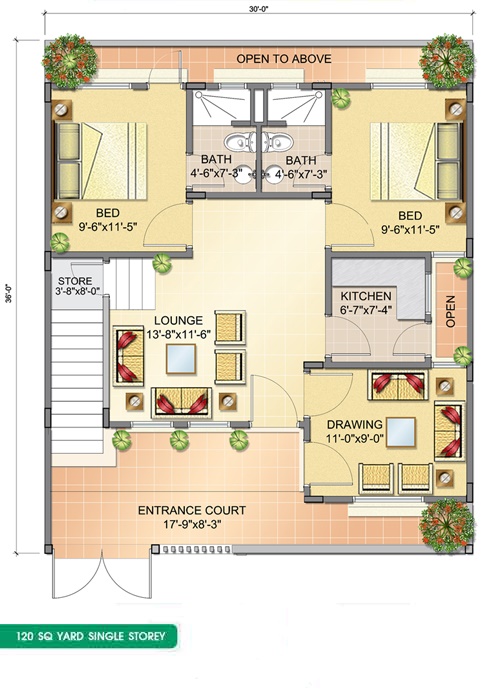 30'-0"
OPEN TO ABOVE
BATH
4'-6"x7'-3"
BATH
4'-6"x7'-3"
BED
9'-6"x11'-5"
BED
9'-6"x11'-5"
36'-0"
STORE
3'-8"x8'-0"
KITCHEN
6'-7"x7'-4"
OPEN
LOUNGE
13'-8"x11'-6"
DRAWING
11'-0"x9'-0"
ENTRANCE COURT
17'-9"x8'-3"
120 SQ YARD SINGLE STOREY